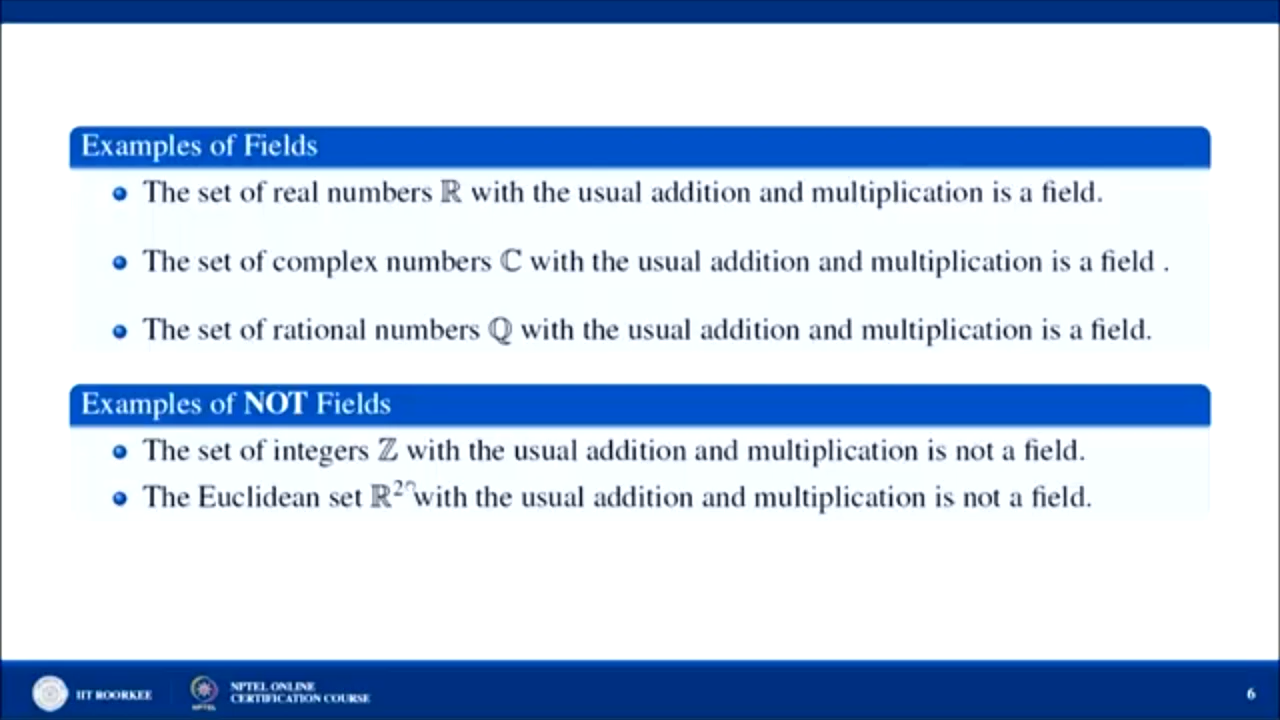 Examples of Fields
The set of real numbers ℝ with the usual addition and multiplication is a field.
The set of complex numbers ℂ with the usual addition and multiplication is a field .
The set of rational numbers ℚ with the usual addition and multiplication is a field.
Examples of NOT Fields
The set of integers ℤ with the usual addition and multiplication is not a field.
The Euclidean set ℝ² with the usual addition and multiplication is not a field.
IIT ROORKEE
NPTEL
NPTEL ONLINE
CERTIFICATION COURSE
6